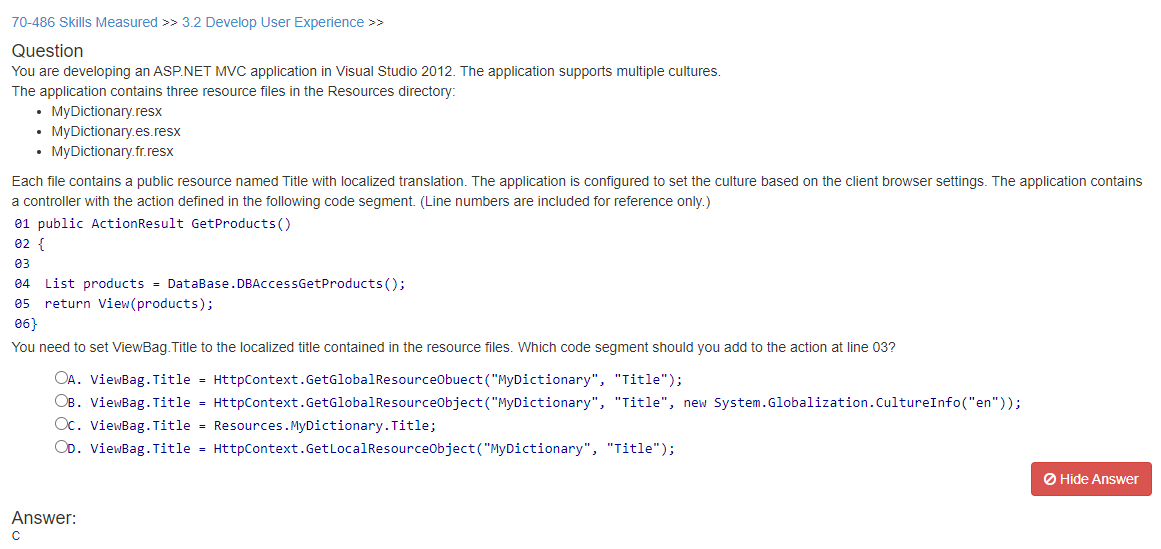 70-486 Skills Measured >> 3.2 Develop User Experience >>
Question
You are developing an ASP.NET MVC application in Visual Studio 2012. The application supports multiple cultures.
The application contains three resource files in the Resources directory:
• MyDictionary.resx
• MyDictionary.es.resx
• MyDictionary.fr.resx
Each file contains a public resource named Title with localized translation. The application is configured to set the culture based on the client browser settings. The application contains
a controller with the action defined in the following code segment. (Line numbers are included for reference only.)
01 public ActionResult GetProducts()
02 {
03
04  List products = DataBase.DBAccessGetProducts();
05  return View(products);
06}
You need to set ViewBag.Title to the localized title contained in the resource files. Which code segment should you add to the action at line 03?
A. ViewBag.Title = HttpContext.GetGlobalResourceObuect("MyDictionary", "Title");
B. ViewBag.Title = HttpContext.GetGlobalResourceObject("MyDictionary", "Title", new System.Globalization.CultureInfo("en"));
C. ViewBag.Title = Resources.MyDictionary.Title;
D. ViewBag.Title = HttpContext.GetLocalResourceObject("MyDictionary", "Title");
Hide Answer
Answer:
C